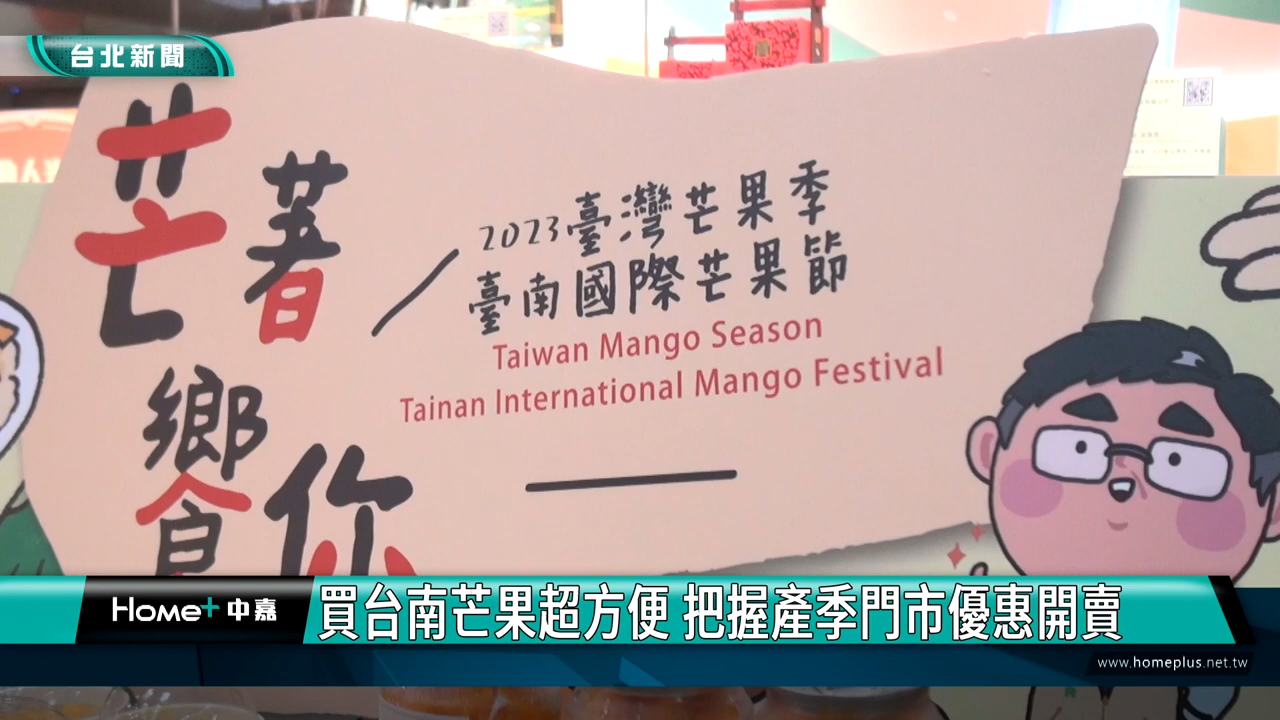 台北新聞
芒著
饗你
2023臺灣芒果季
臺南國際芒果節
Taiwan Mango Season
Tainan International Mango Festival
Home+中嘉
買台南芒果超方便 把握產季門市優惠開賣
www.homeplus.net.tw